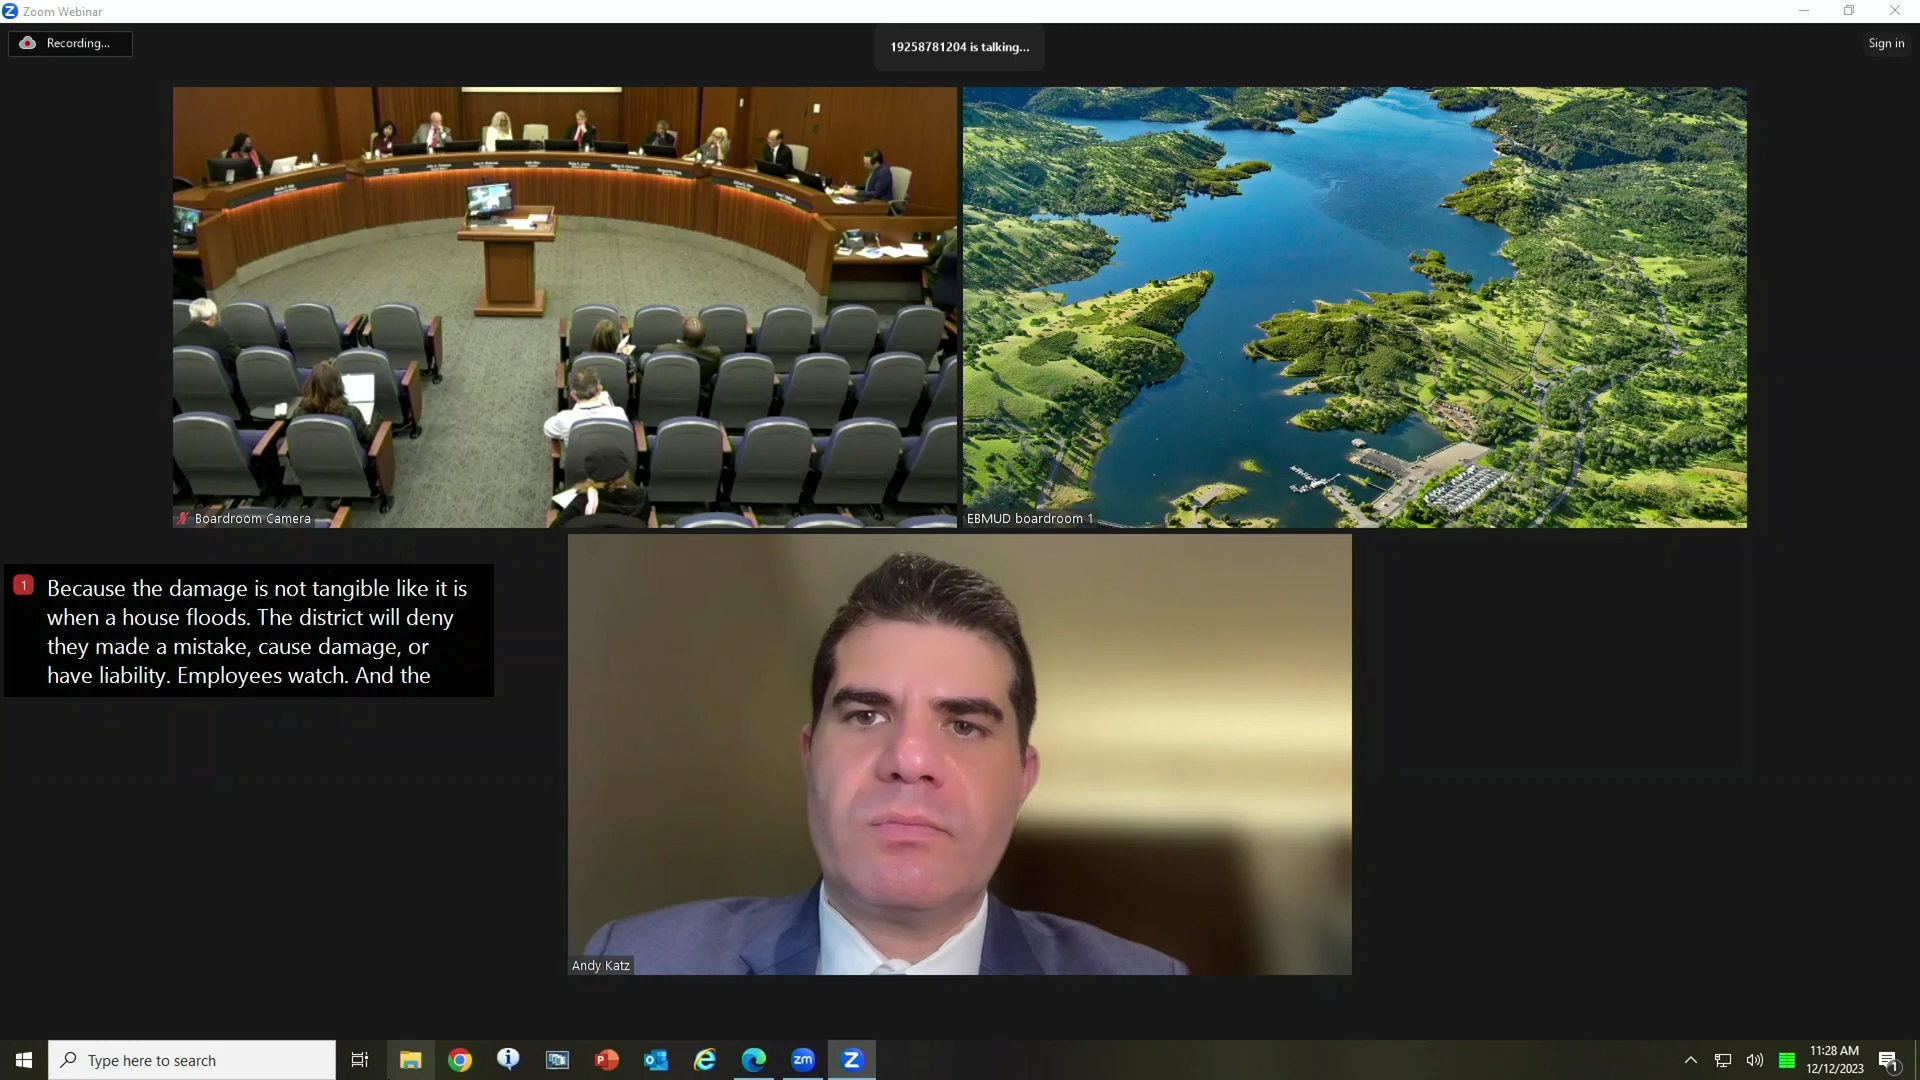 Zoom Webinar
Recording...
19258781204 is talking...
Sign in
Boardroom Camera
EBMUD boardroom 1
1
Because the damage is not tangible like it is
when a house floods. The district will deny
they made a mistake, cause damage, or
have liability. Employees watch. And the
Andy Katz
Type here to search
zm
11:28 AM
12/12/2023
1